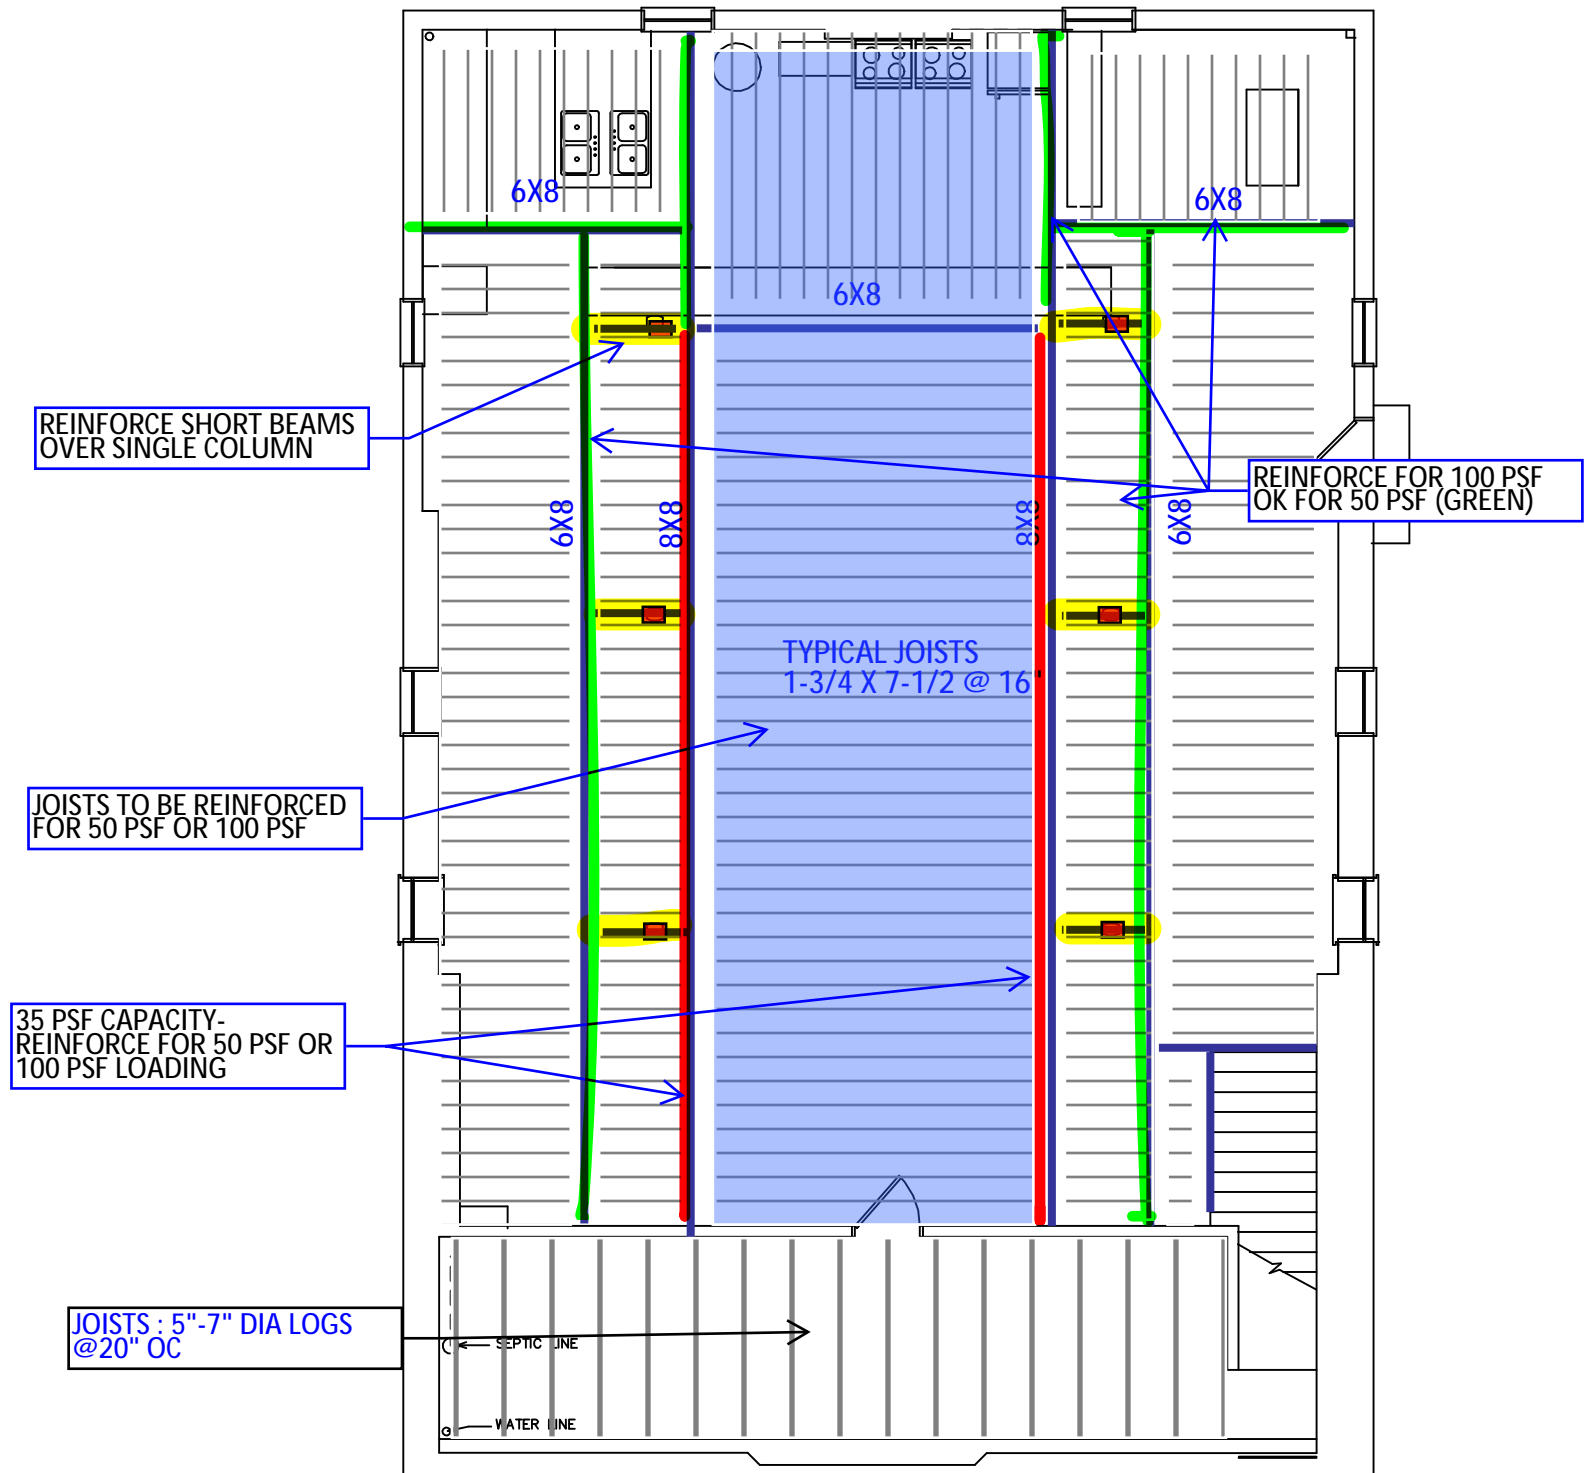 6X8
6X8
6X8
REINFORCE SHORT BEAMS
OVER SINGLE COLUMN
REINFORCE FOR 100 PSF
OK FOR 50 PSF (GREEN)
6X8
8X8
8X8
6X8
TYPICAL JOISTS
1-3/4 X 7-1/2 @ 16"
JOISTS TO BE REINFORCED
FOR 50 PSF OR 100 PSF
35 PSF CAPACITY-
REINFORCE FOR 50 PSF OR
100 PSF LOADING
JOISTS : 5"-7" DIA LOGS
@20" OC
SEPTIC LINE
WATER LINE